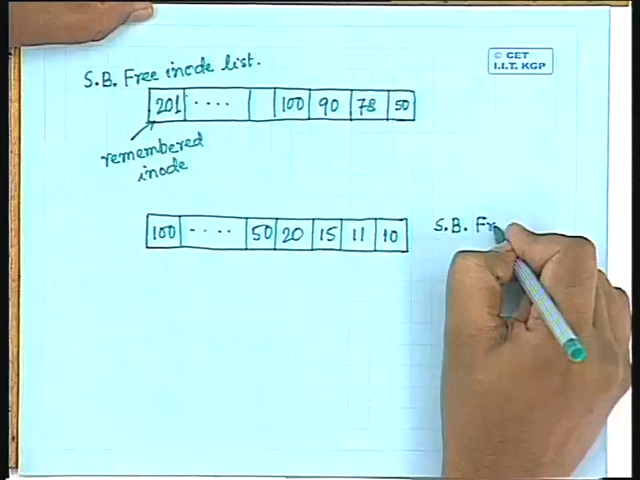 © CET
I.I.T. KGP
S.B. Free inode list.
201 .... 100 90 78 50
remembered
inode
100 .... 50 20 15 11 10
S.B. Fr